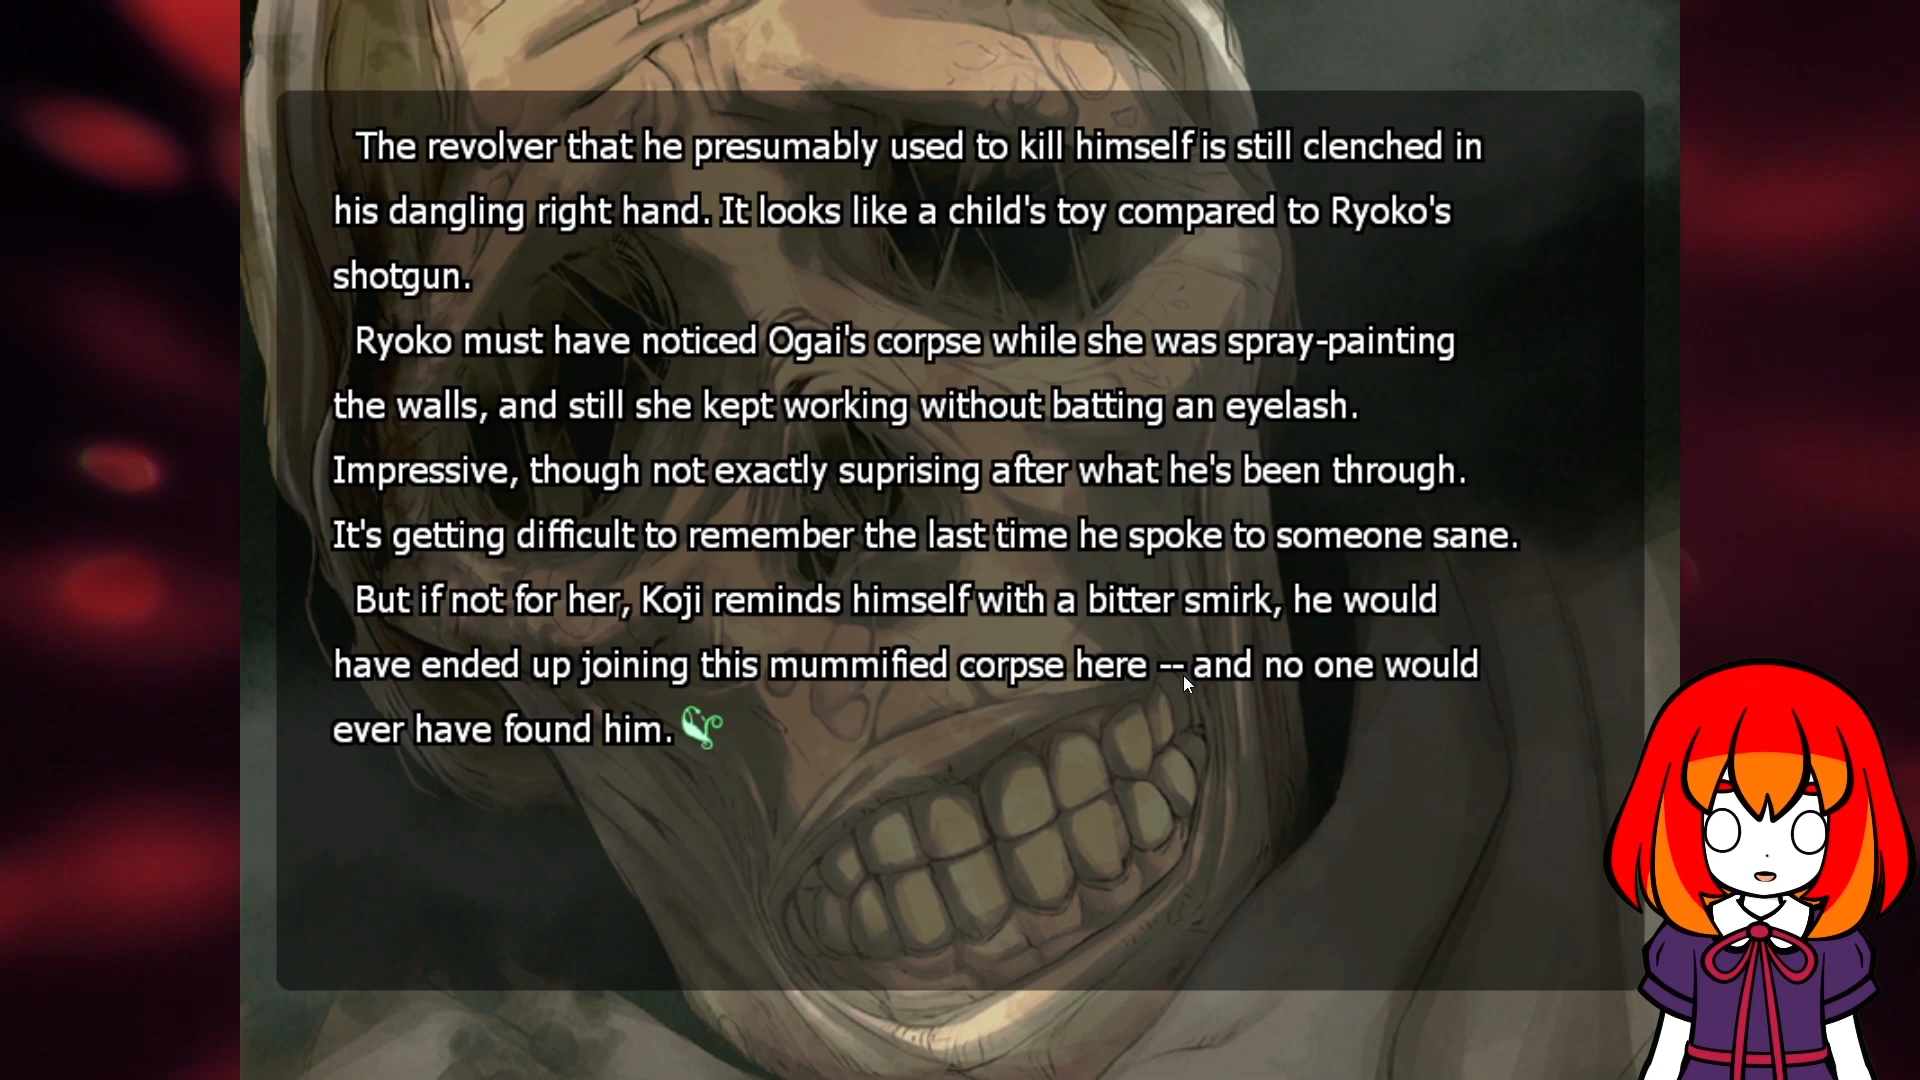 The revolver that he presumably used to kill himself is still clenched in
his dangling right hand. It looks like a child's toy compared to Ryoko's
shotgun.
Ryoko must have noticed Ogai's corpse while she was spray-painting
the walls, and still she kept working without batting an eyelash.
Impressive, though not exactly suprising after what he's been through.
It's getting difficult to remember the last time he spoke to someone sane.
But if not for her, Koji reminds himself with a bitter smirk, he would
have ended up joining this mummified corpse here -- and no one would
ever have found him.